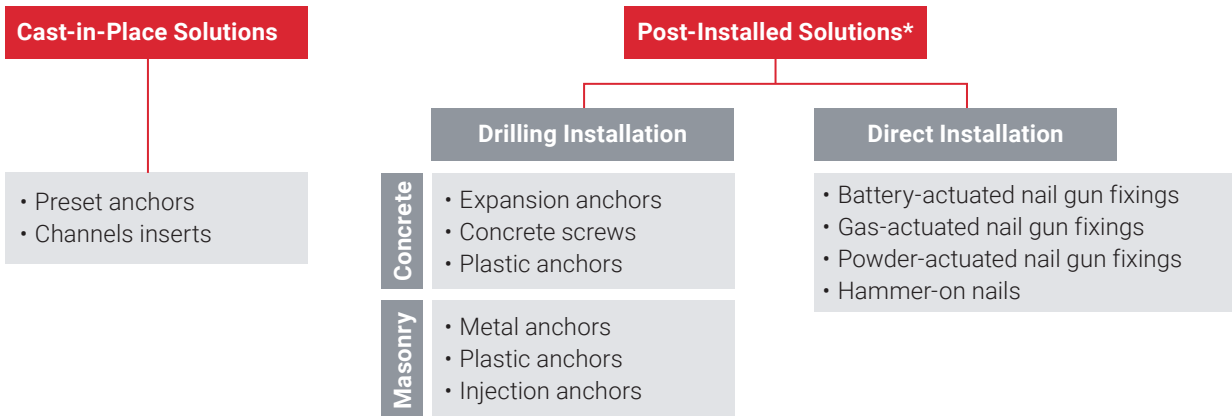 Cast-in-Place Solutions
• Preset anchors
• Channels inserts
Post-Installed Solutions*
Drilling Installation
Concrete
• Expansion anchors
• Concrete screws
• Plastic anchors
Masonry
• Metal anchors
• Plastic anchors
• Injection anchors
Direct Installation
• Battery-actuated nail gun fixings
• Gas-actuated nail gun fixings
• Powder-actuated nail gun fixings
• Hammer-on nails